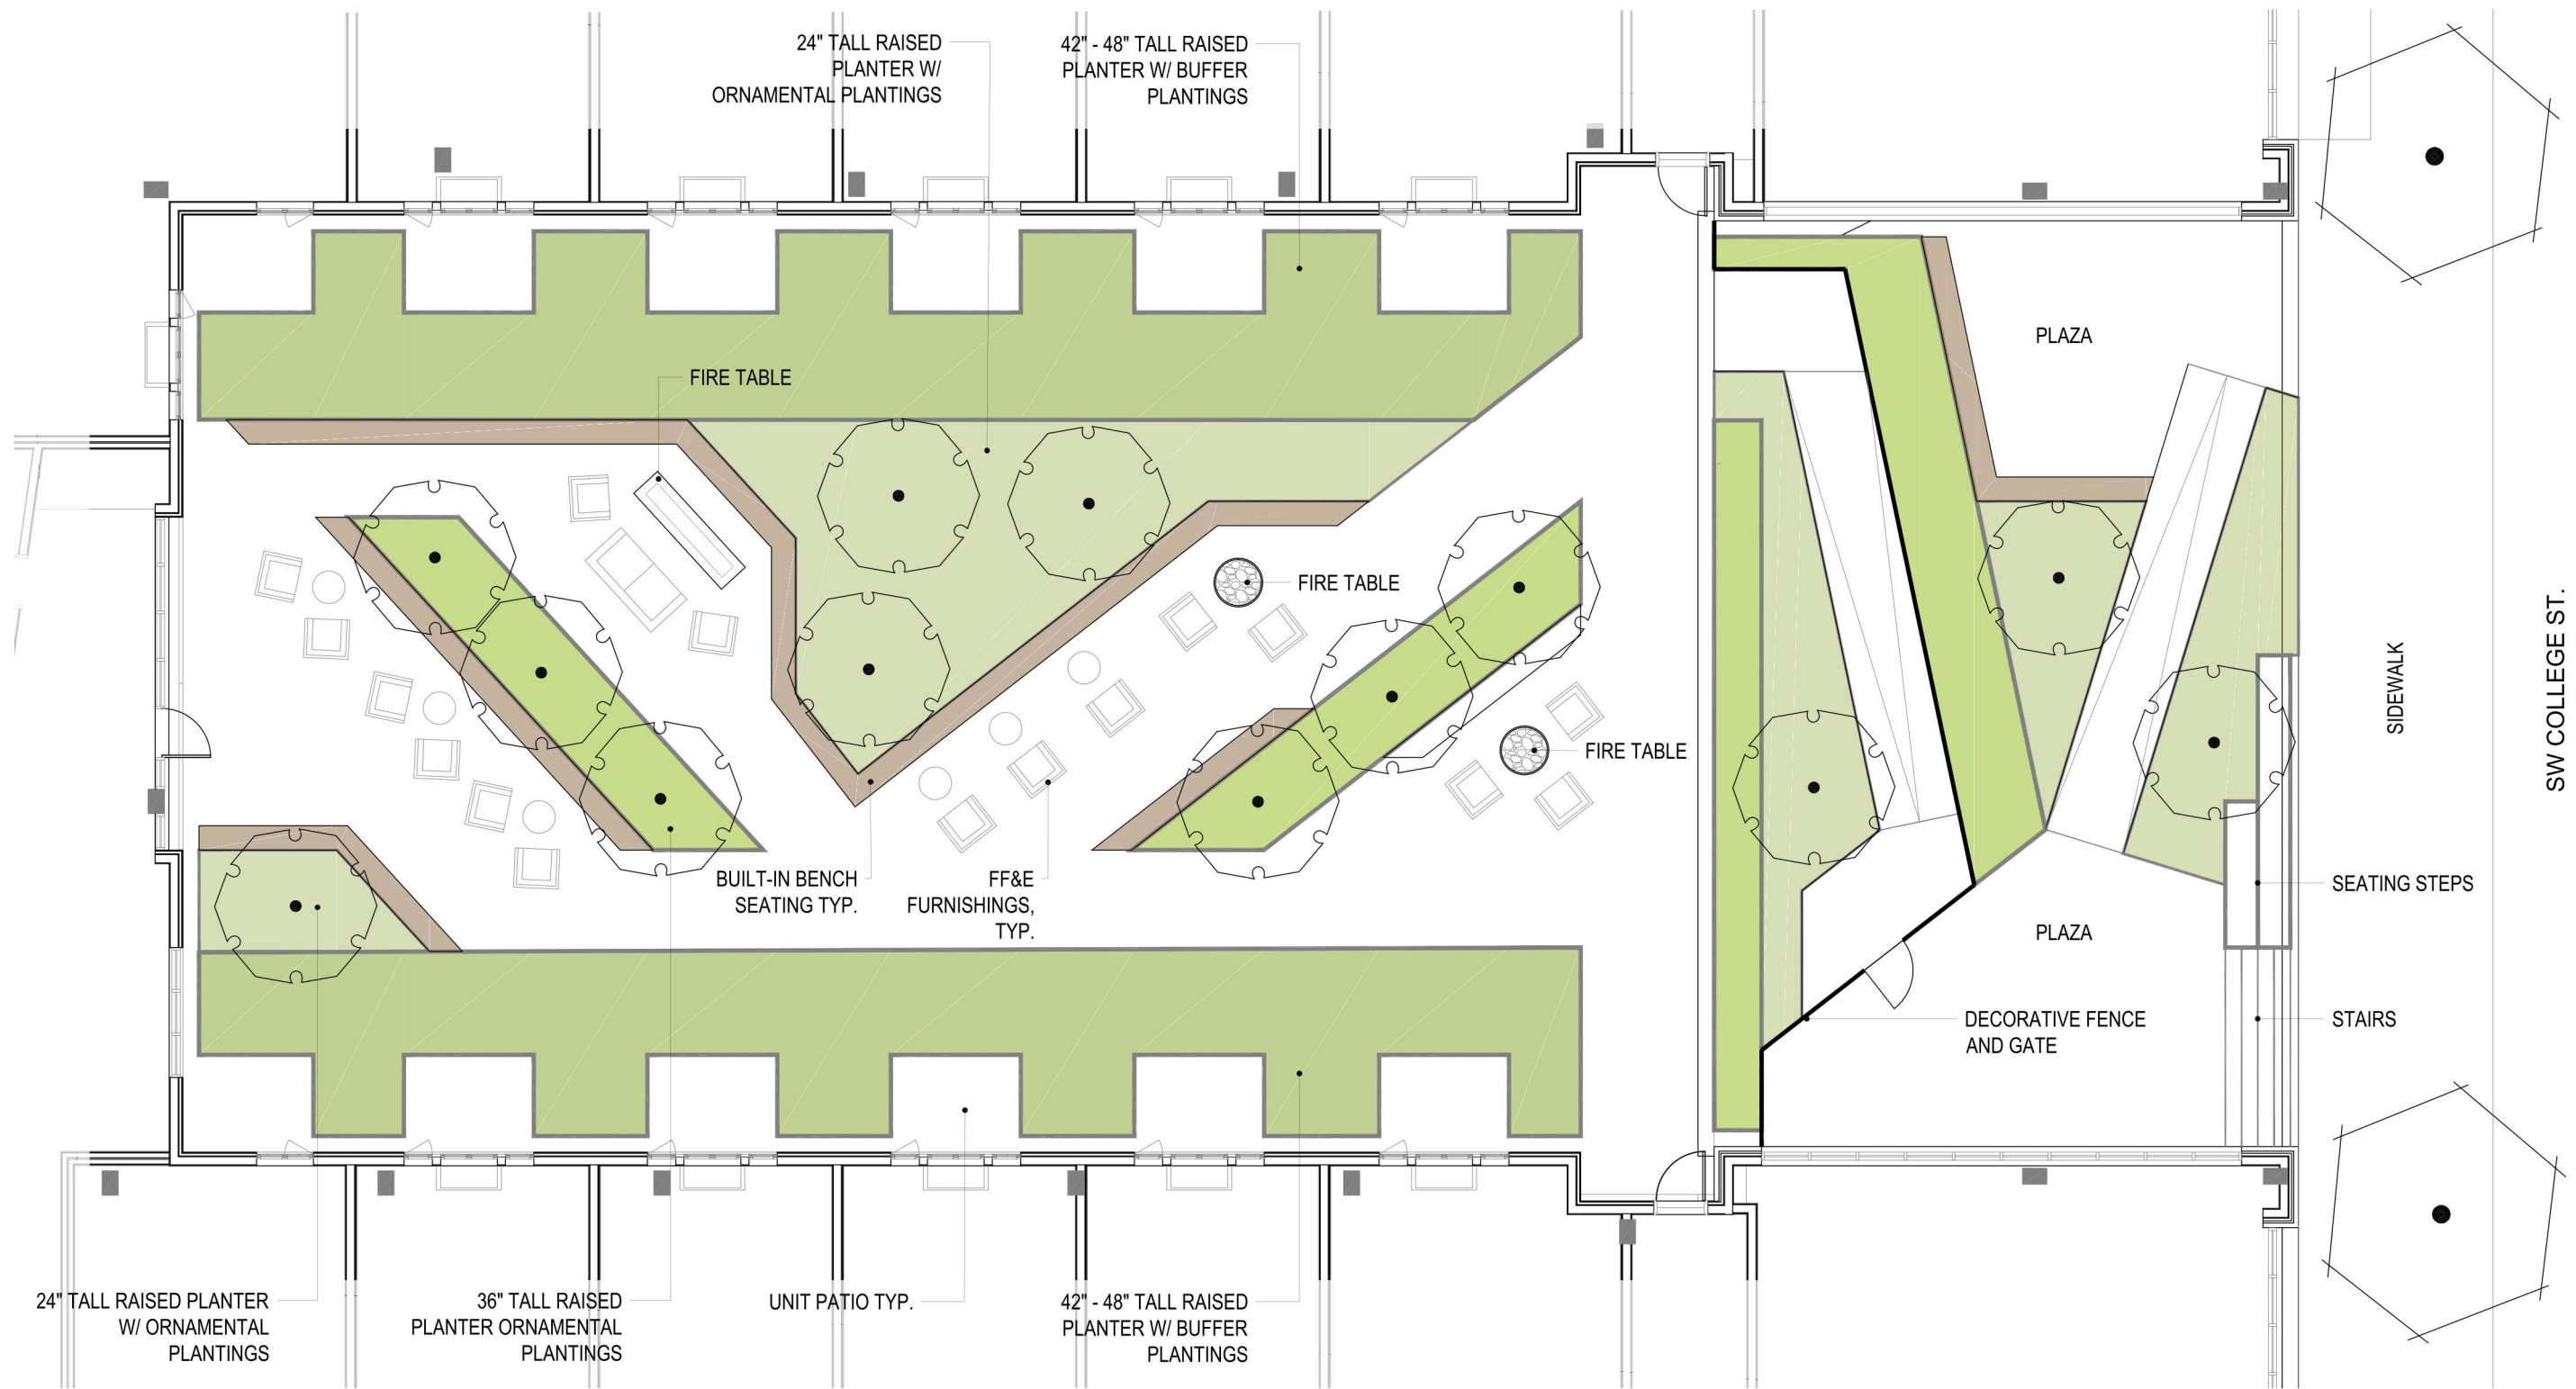 24" TALL RAISED
PLANTER W/
ORNAMENTAL PLANTINGS
42" - 48" TALL RAISED
PLANTER W/ BUFFER
PLANTINGS
PLAZA
FIRE TABLE
FIRE TABLE
FIRE TABLE
SIDEWALK
SW COLLEGE ST.
BUILT-IN BENCH
SEATING TYP.
FF&E
FURNISHINGS,
TYP.
SEATING STEPS
PLAZA
DECORATIVE FENCE
AND GATE
STAIRS
24" TALL RAISED PLANTER
W/ ORNAMENTAL
PLANTINGS
36" TALL RAISED
PLANTER ORNAMENTAL
PLANTINGS
UNIT PATIO TYP.
42" - 48" TALL RAISED
PLANTER W/ BUFFER
PLANTINGS